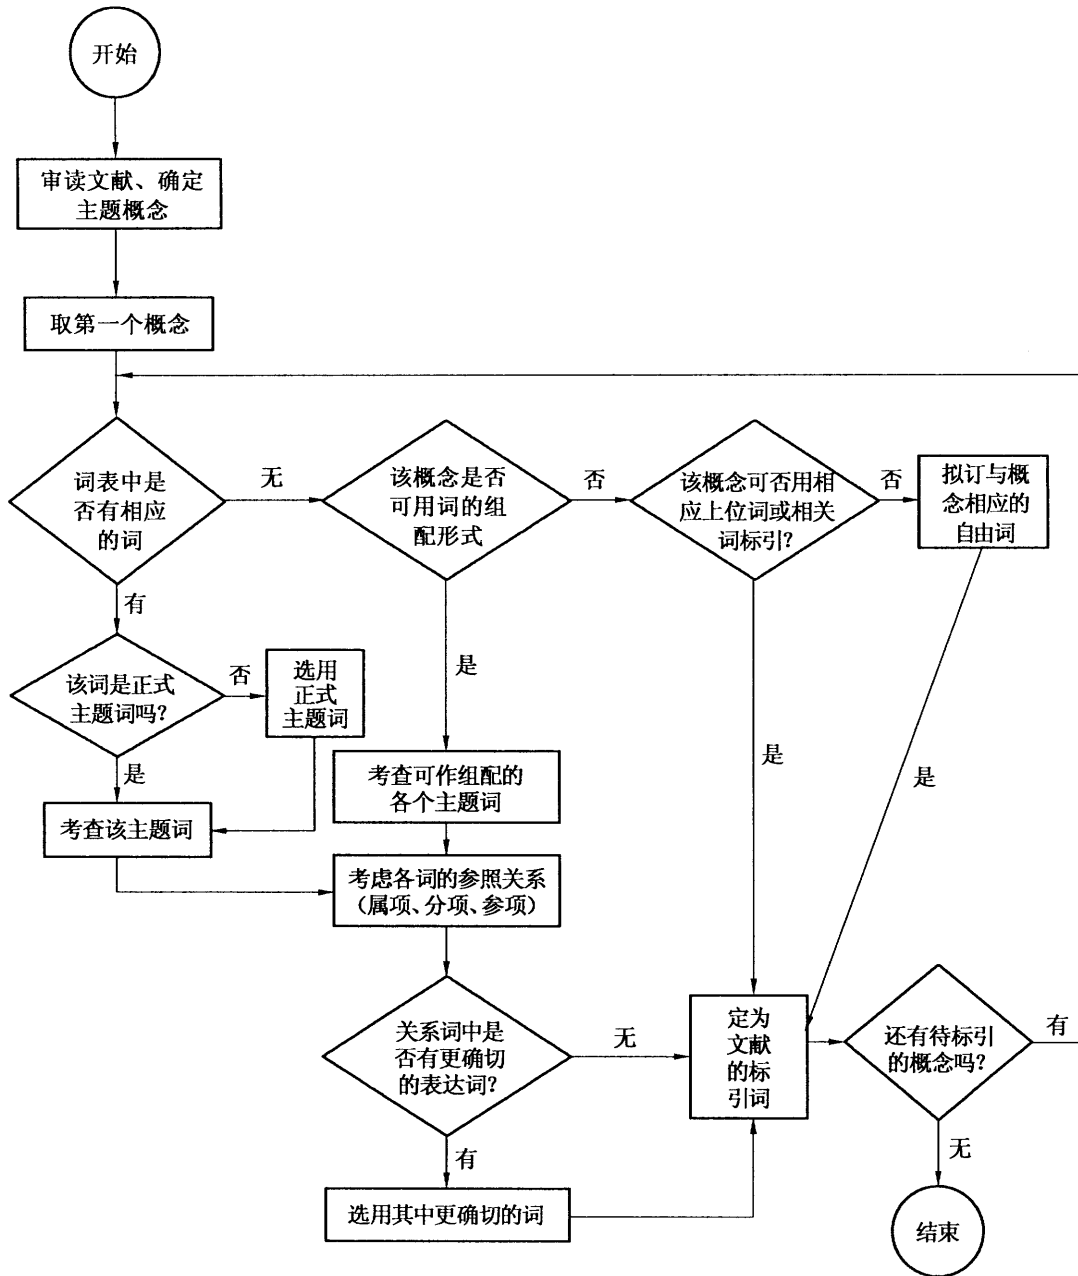 开始
审读文献、确定
主题概念
取第一个概念
词表中是
否有相应
的词
无
该概念是否
可用词的组
配形式
否
该概念可否用相
应上位词或相关
词标引?
否
拟订与概
念相应的
自由词
有
该词是正式
主题词吗?
否
选用
正式
主题词
是
考查该主题词
是
考查可作组配的
各个主题词
考虑各词的参照关系
(属项、分项、参项)
关系词中是
否有更确切
的表达词?
无
有
选用其中更确切的词
是
是
定为
文献
的标
引词
还有待标引
的概念吗?
有
无
结束